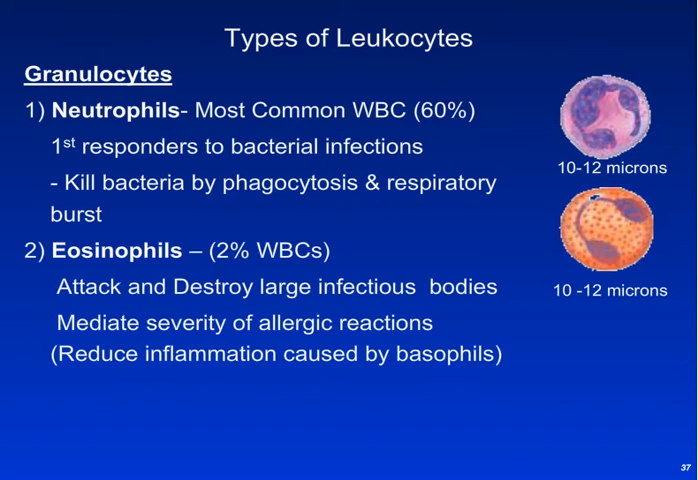 Types of Leukocytes
Granulocytes
1) Neutrophils- Most Common WBC (60%)
1st responders to bacterial infections
- Kill bacteria by phagocytosis & respiratory
burst
10-12 microns
2) Eosinophils – (2% WBCs)
Attack and Destroy large infectious  bodies
10 -12 microns
Mediate severity of allergic reactions
(Reduce inflammation caused by basophils)
37